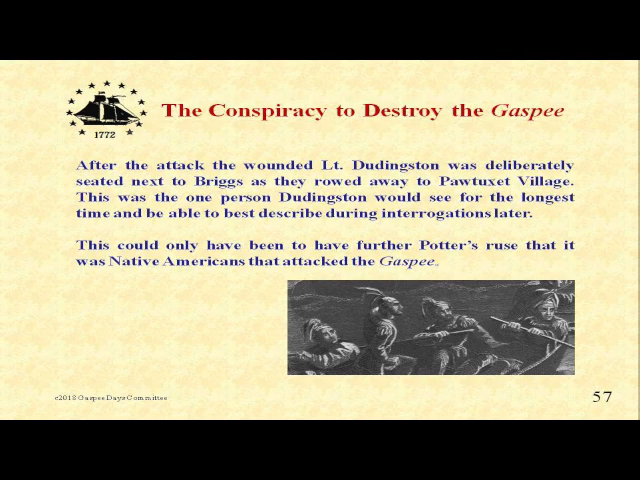 The Conspiracy to Destroy the Gaspee
1772
After the attack the wounded Lt. Dudingston was deliberately
seated next to Briggs as they rowed away to Pawtuxet Village.
This was the one person Dudingston would see for the longest
time and be able to best describe during interrogations later.
This could only have been to have further Potter's ruse that it
was Native Americans that attacked the Gaspee.
c2018 Gaspee Days Committee
57